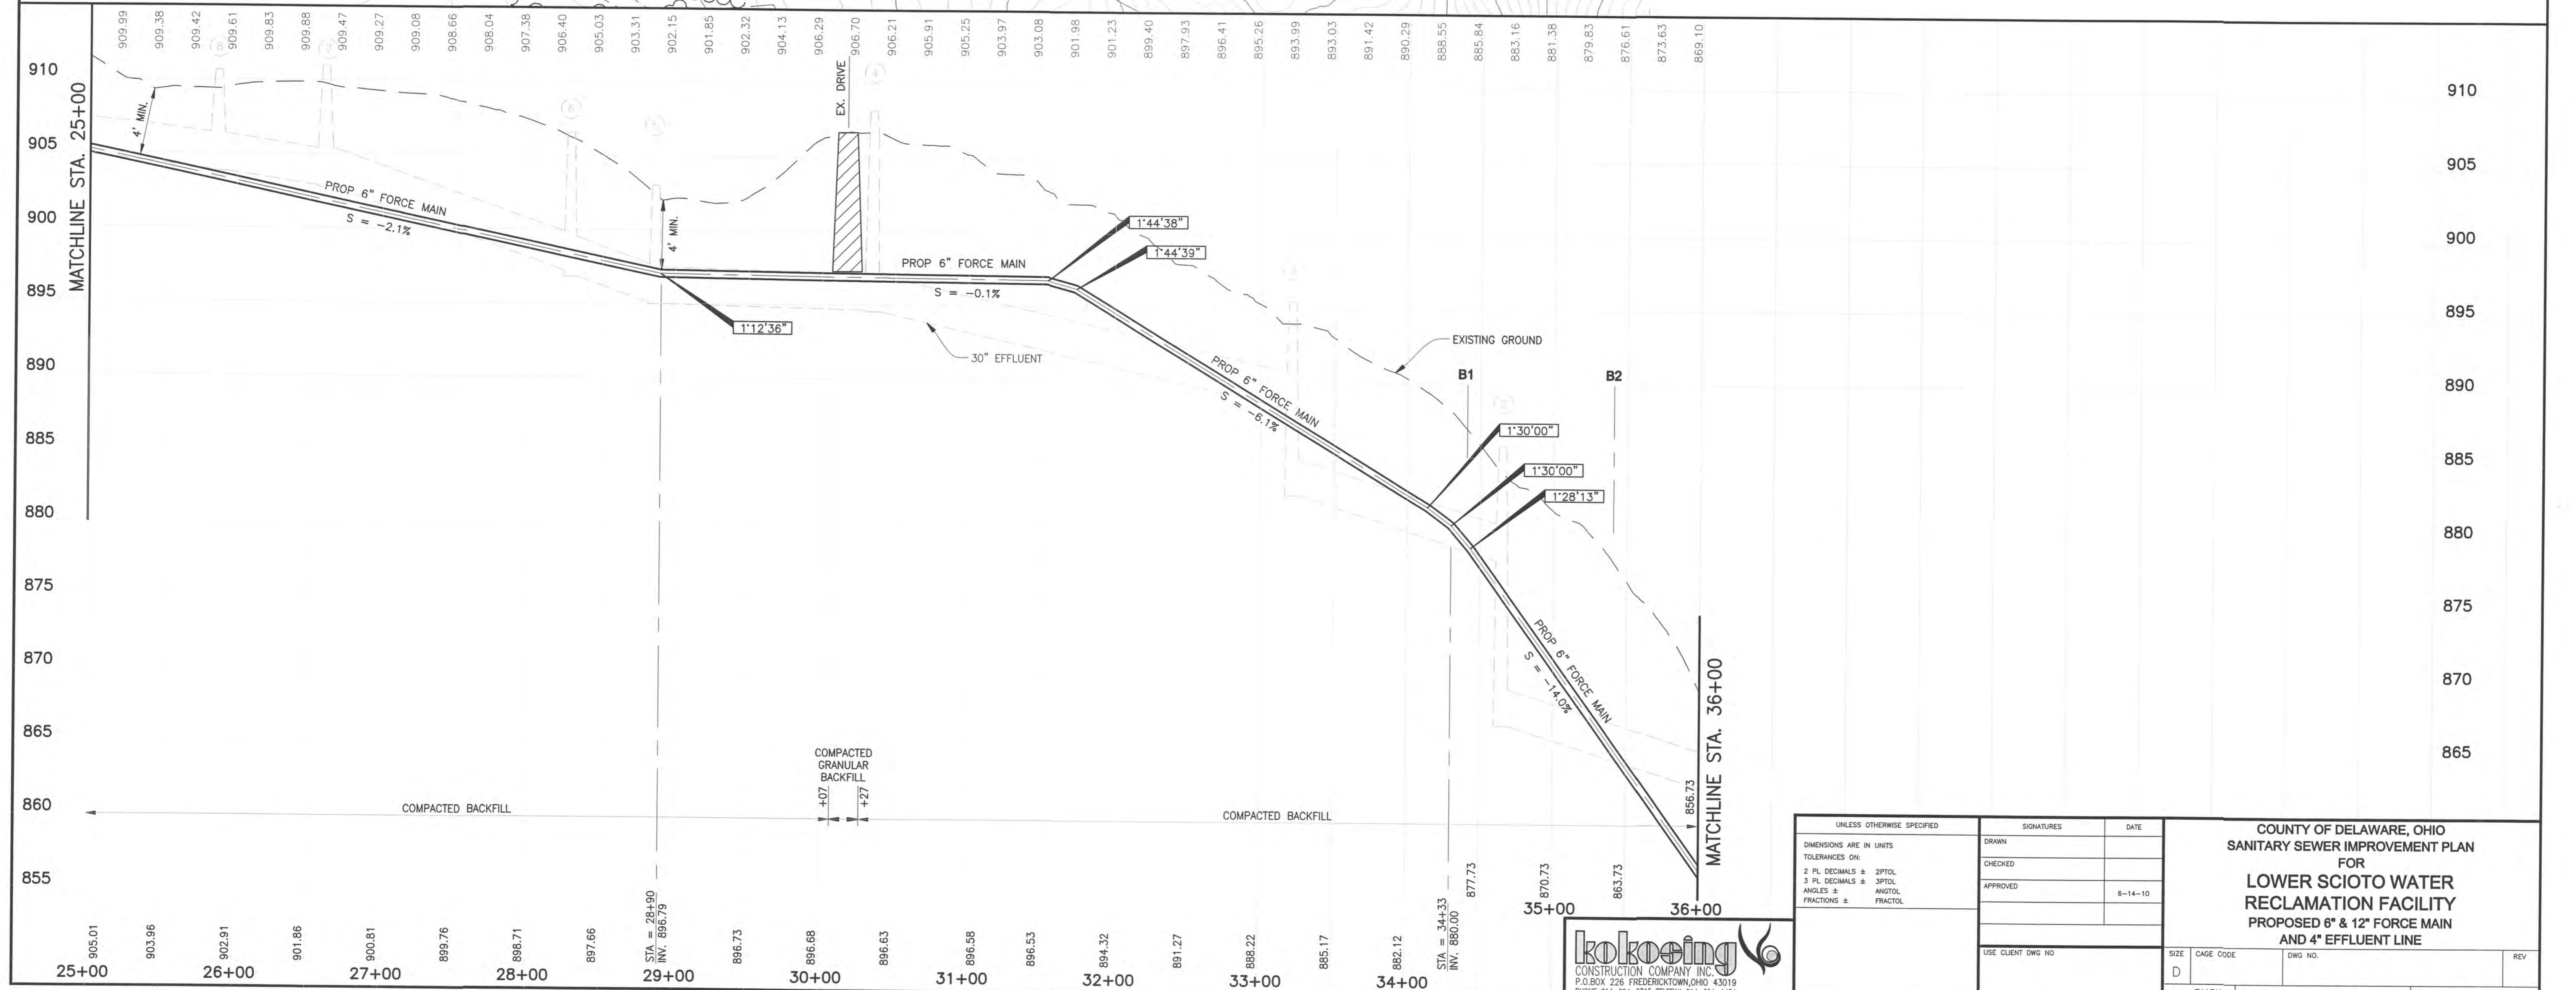 909.99
909.38
909.42
909.61
909.83
909.88
909.47
909.27
909.08
908.66
908.04
907.38
906.40
905.03
903.31
902.15
901.85
902.32
904.13
906.29
906.70
906.21
905.91
905.25
903.97
903.08
901.98
901.23
899.40
897.93
896.41
895.26
893.99
893.03
891.42
890.29
888.55
885.84
883.16
881.38
879.83
876.61
873.63
869.10
910
905
900
895
890
885
880
875
870
865
860
855
MATCHLINE STA. 25+00
4' MIN.
7
6
5
4
3
2
PROP 6" FORCE MAIN
S = -2.1%
4' MIN.
1°12'36"
EX. DRIVE
PROP 6" FORCE MAIN
S = -0.1%
30" EFFLUENT
1°44'38"
1°44'39"
PROP 6" FORCE MAIN
S = -6.1%
EXISTING GROUND
B1
B2
1°30'00"
1°30'00"
1°28'13"
PROP 6" FORCE MAIN
S = -14.0%
MATCHLINE STA. 36+00
910
905
900
895
890
885
880
875
870
865
COMPACTED BACKFILL
COMPACTED
GRANULAR
BACKFILL
+07
+27
COMPACTED BACKFILL
905.01
903.96
902.91
901.86
900.81
899.76
898.71
897.66
STA = 28+90
INV. 896.79
896.73
896.68
896.63
896.58
896.53
894.32
891.27
888.22
885.17
882.12
STA = 34+33
INV. 880.00
877.73
870.73
863.73
856.73
25+00
26+00
27+00
28+00
29+00
30+00
31+00
32+00
33+00
34+00
35+00
36+00
kokosing
CONSTRUCTION COMPANY INC.
P.O.BOX 226 FREDERICKTOWN,OHIO 43019
UNLESS OTHERWISE SPECIFIED
DIMENSIONS ARE IN UNITS
TOLERANCES ON:
2 PL DECIMALS ± 2PTOL
3 PL DECIMALS ± 3PTOL
ANGLES ± ANGTOL
FRACTIONS ± FRACTOL
SIGNATURES
DATE
DRAWN
CHECKED
APPROVED
6-14-10
USE CLIENT DWG NO
COUNTY OF DELAWARE, OHIO
SANITARY SEWER IMPROVEMENT PLAN
FOR
LOWER SCIOTO WATER
RECLAMATION FACILITY
PROPOSED 6" & 12" FORCE MAIN
AND 4" EFFLUENT LINE
SIZE
D
CAGE CODE
DWG NO.
REV